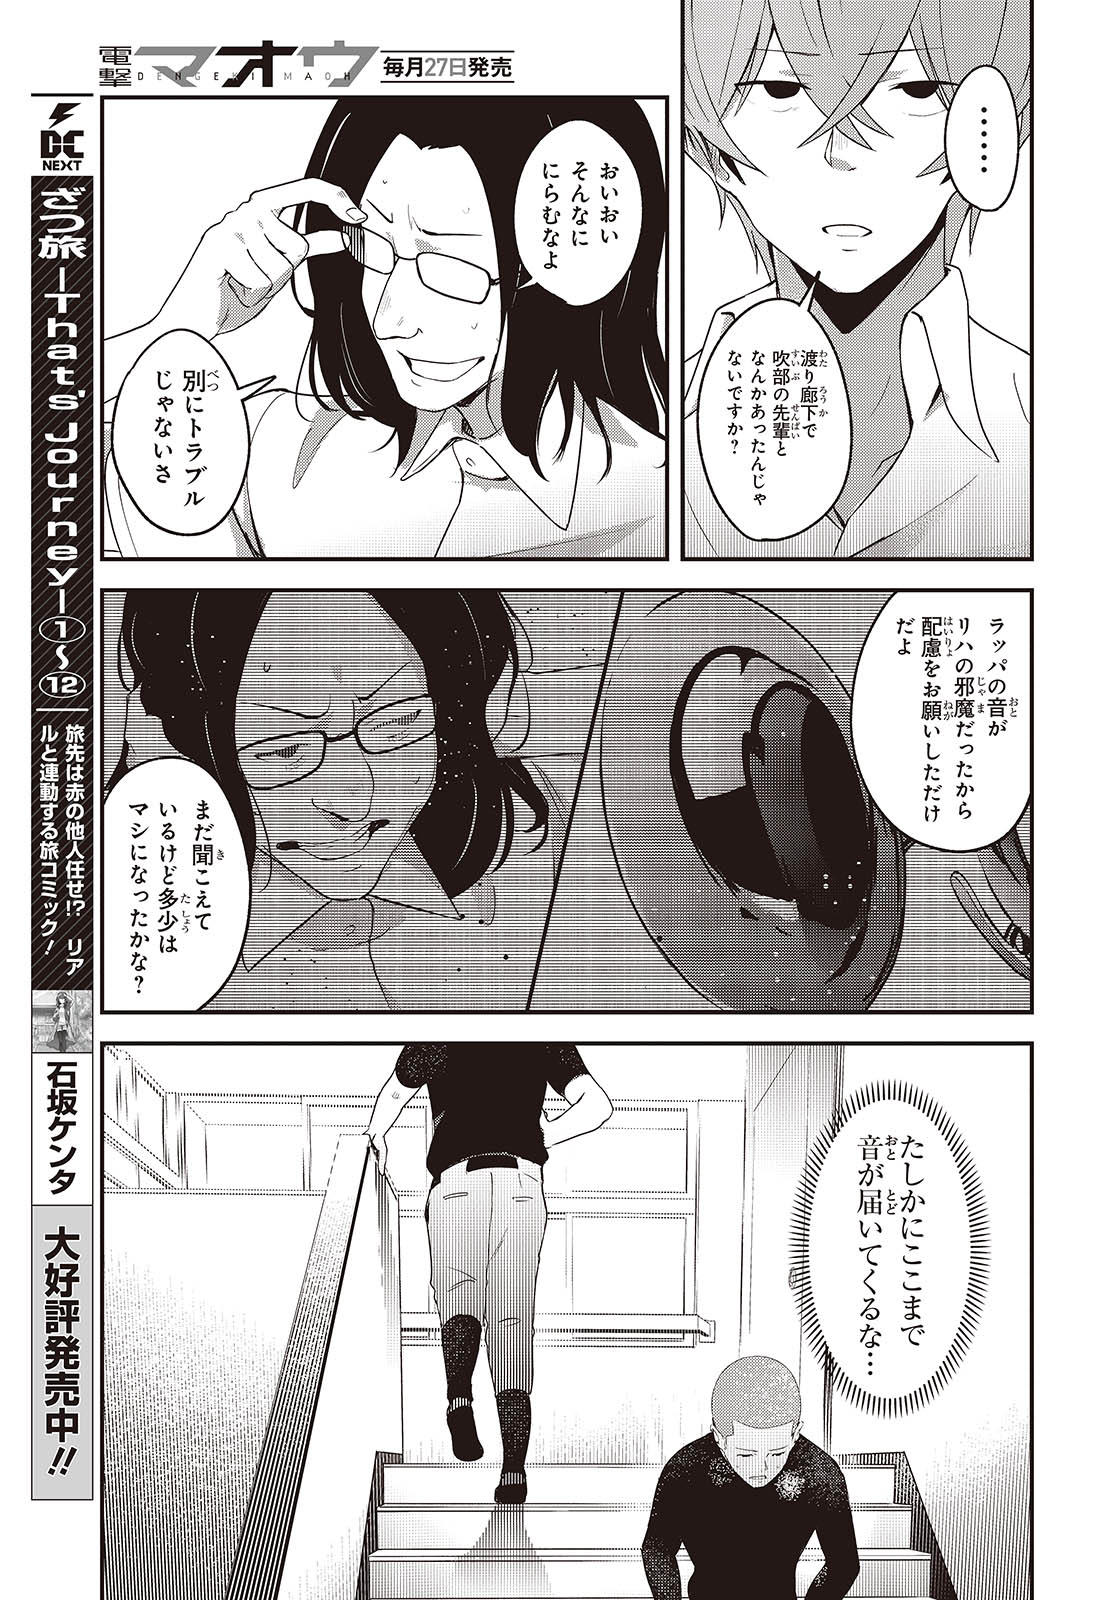 電撃マオウ
DENGEKI MAOH
毎月27日発売
……
渡り廊下で
吹部の先輩と
なんかあったんじゃ
ないですか?
おいおい
そんなに
にらむなよ
別にトラブル
じゃないさ
ラッパの音が
リハの邪魔だったから
配慮をお願いしただけ
だよ
まだ聞こえて
いるけど多少は
マシになったかな?
たしかにここまで
音が届いてくるな…
DC
NEXT
ざつ旅 ―That's Journey― ①~⑫
旅先は赤の他人任せ!? リア
ルと連動する旅コミック!
石坂ケンタ
大好評発売中!!